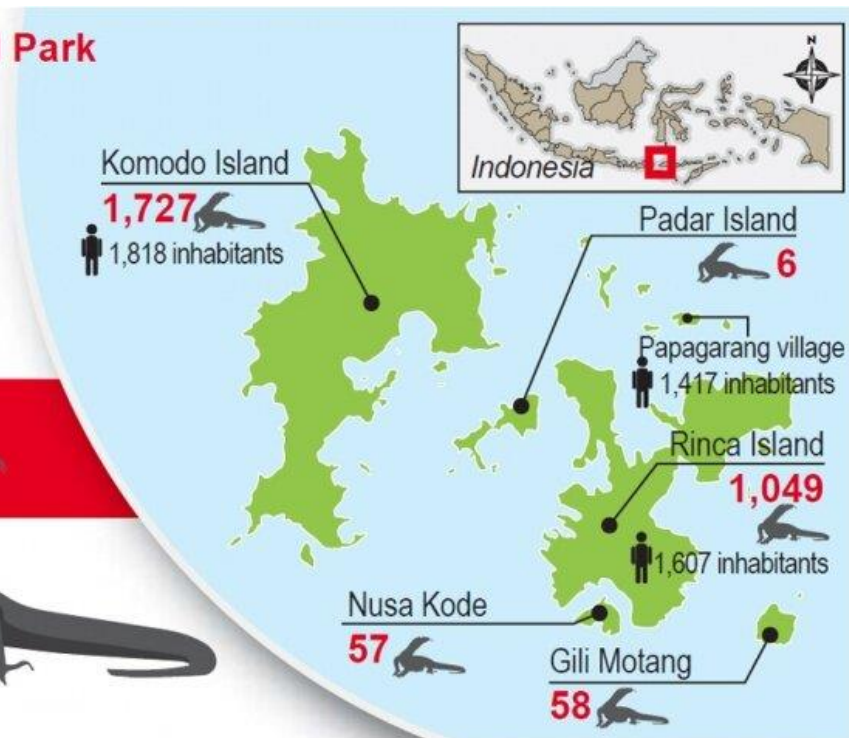 Park
N
Indonesia
Komodo Island
1,727
1,818 inhabitants
Padar Island
6
Papagarang village
1,417 inhabitants
Rinca Island
1,049
1,607 inhabitants
Nusa Kode
57
Gili Motang
58